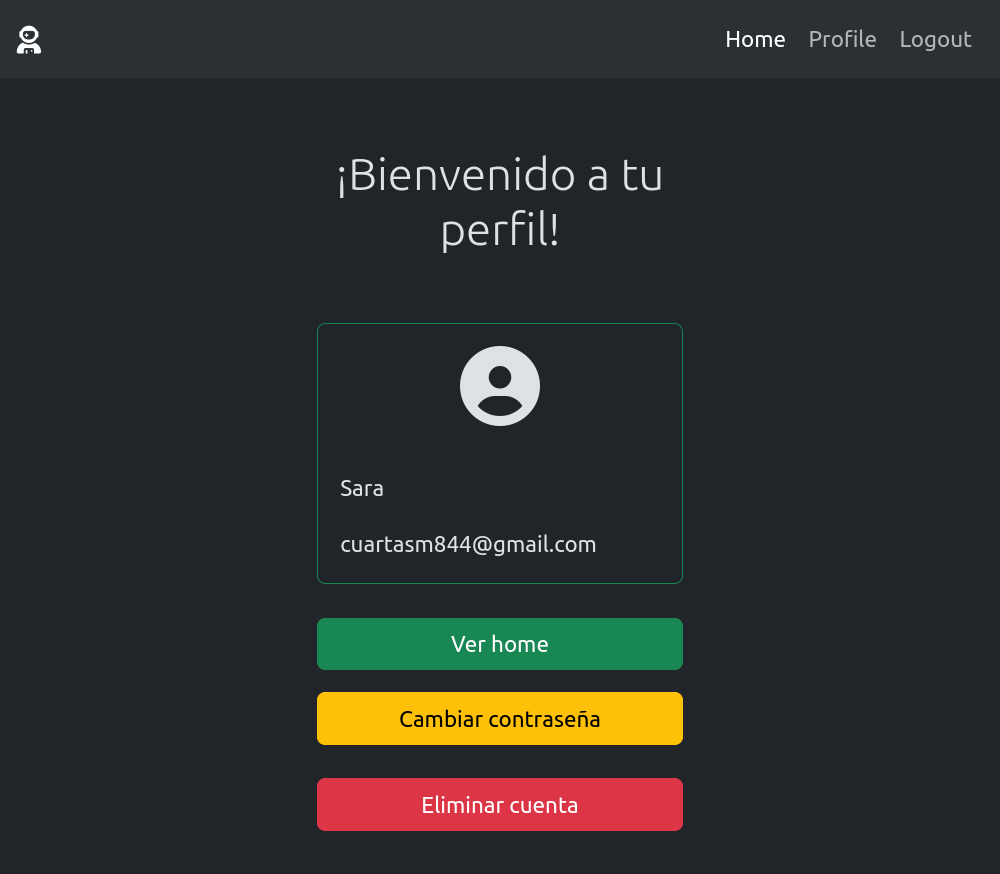 Home Profile Logout
¡Bienvenido a tu
perfil!
Sara
cuartasm844@gmail.com
Ver home
Cambiar contraseña
Eliminar cuenta